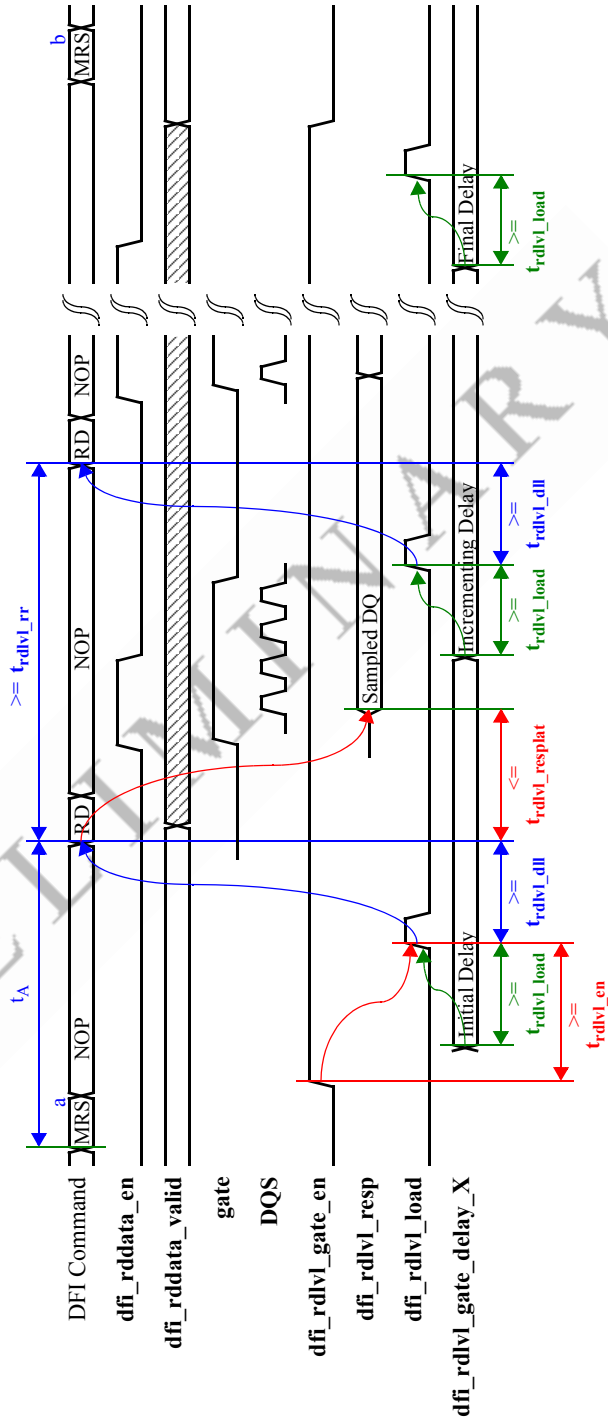 tA
>= trdlvl_rr
a
b
DFI Command MRS NOP RD NOP RD NOP MRS
dfi_rddata_en
dfi_rddata_valid
gate
DQS
dfi_rdlvl_gate_en
dfi_rdlvl_resp Sampled DQ
dfi_rdlvl_load
dfi_rdlvl_gate_delay_X Initial Delay Incrementing Delay Final Delay
>=
trdlvl_load
>=
trdlvl_dll
<=
trdlvl_resplat
>=
trdlvl_load
>=
trdlvl_dll
>=
trdlvl_load
>=
trdlvl_en
ELIMINARY